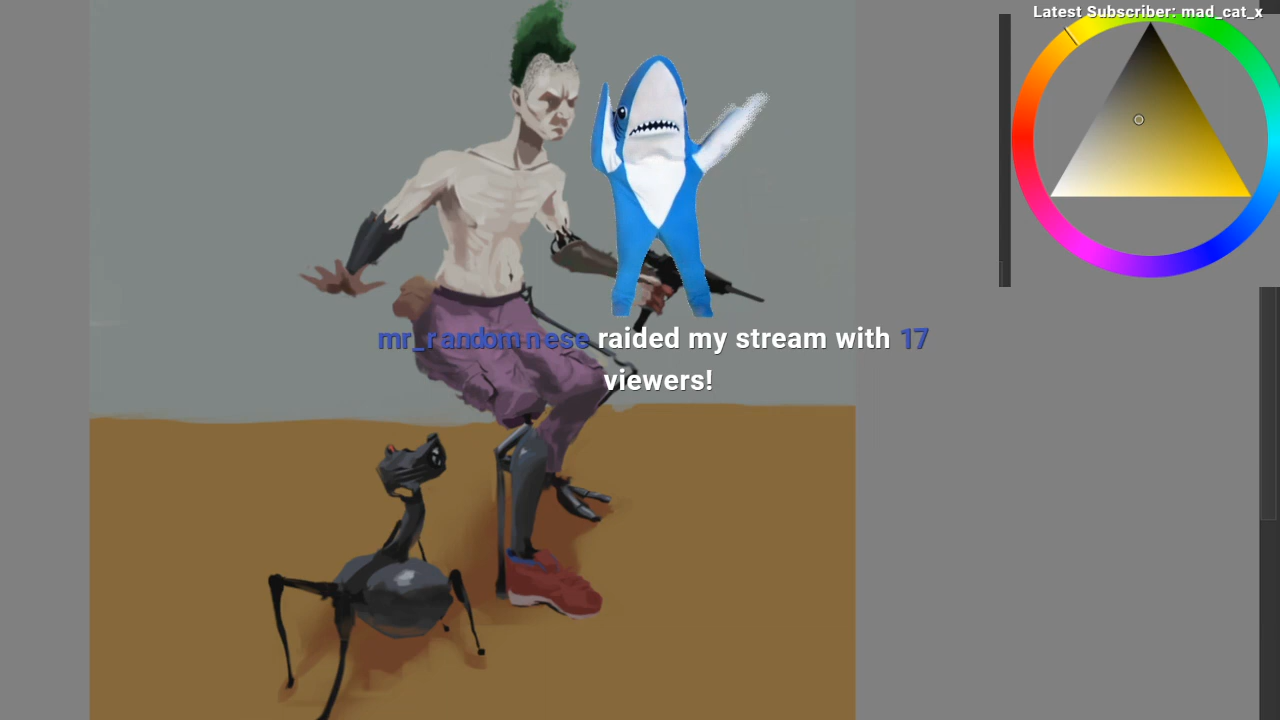 Latest Subscriber: mad_cat_x
mr_randomnese raided my stream with 17
viewers!